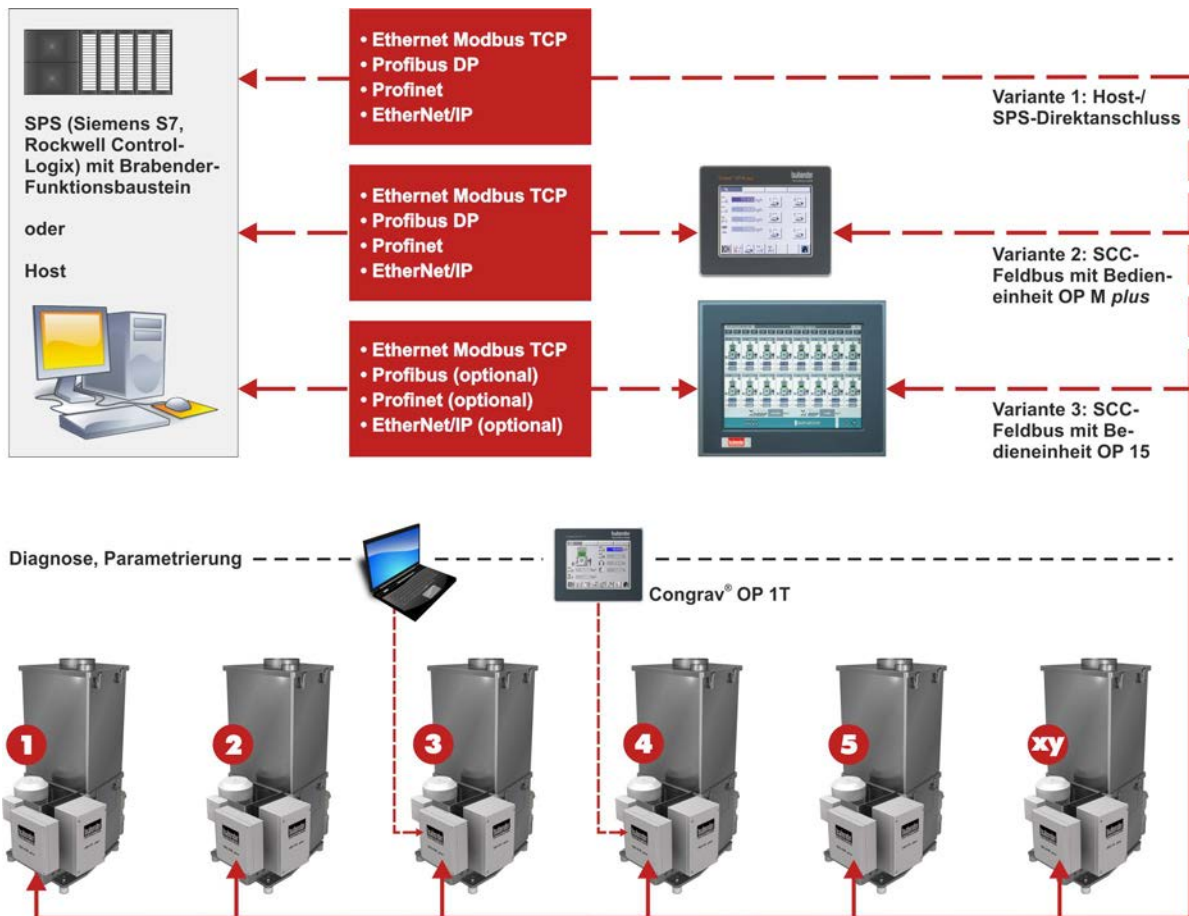 SPS (Siemens S7,
Rockwell Control-
Logix) mit Brabender-
Funktionsbaustein
oder
Host
• Ethernet Modbus TCP
• Profibus DP
• Profinet
• EtherNet/IP
Variante 1: Host-/
SPS-Direktanschluss
• Ethernet Modbus TCP
• Profibus DP
• Profinet
• EtherNet/IP
Variante 2: SCC-
Feldbus mit Bedien-
einheit OP M plus
• Ethernet Modbus TCP
• Profibus (optional)
• Profinet (optional)
• EtherNet/IP (optional)
Variante 3: SCC-
Feldbus mit Be-
dieneinheit OP 15
Diagnose, Parametrierung
Congrav® OP 1T
1
2
3
4
5
xy